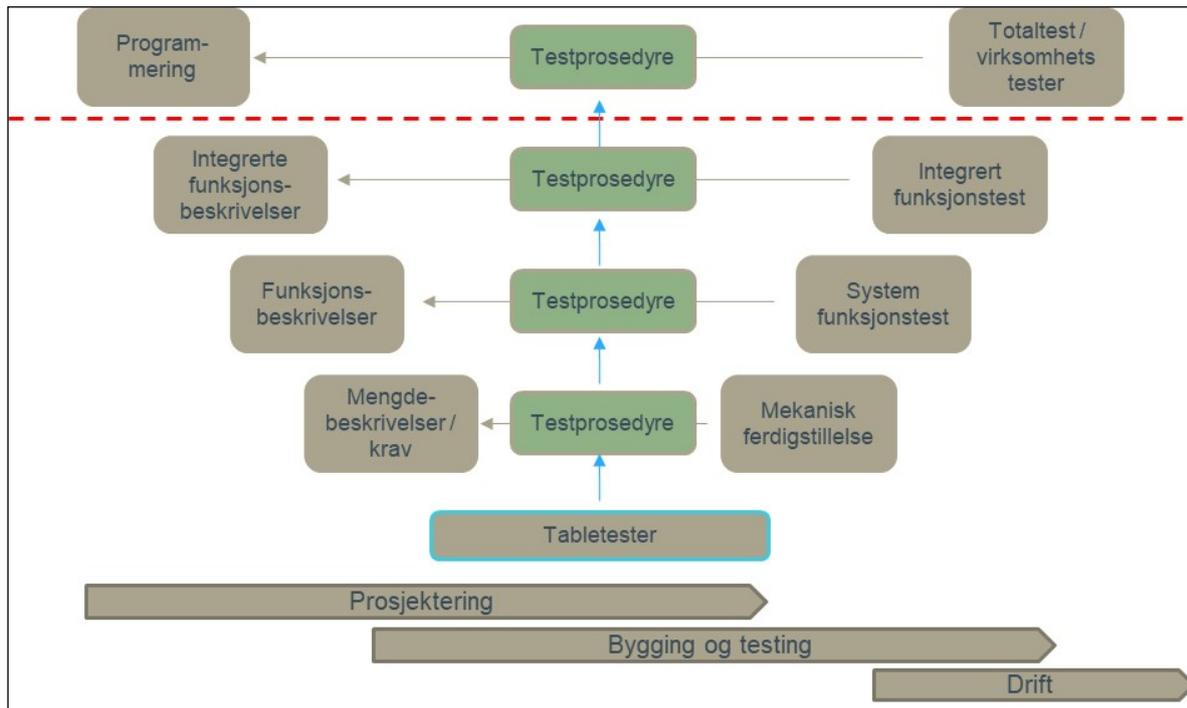 Program-
mering
Testprosedyre
Totaltest /
virksomhets
tester
Integrerte
funksjons-
beskrivelser
Testprosedyre
Integrert
funksjonstest
Funksjons-
beskrivelser
Testprosedyre
System
funksjonstest
Mengde-
beskrivelser /
krav
Testprosedyre
Mekanisk
ferdigstillelse
Tabletester
Prosjektering
Bygging og testing
Drift